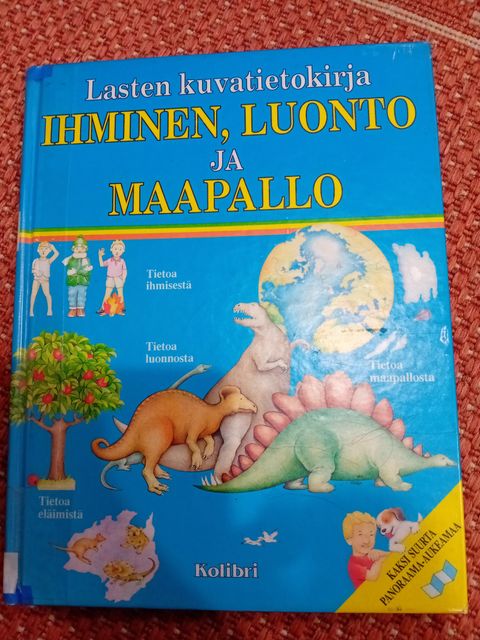 Lasten kuvatietokirja
IHMINEN, LUONTO
JA
MAAPALLO
Tietoa
ihmisestä
Tietoa
luonnosta
Tietoa
maapallosta
Tietoa
eläimistä
Kolibri
KAKSI SUURTA
PANORAAMA-AUKEAMAA